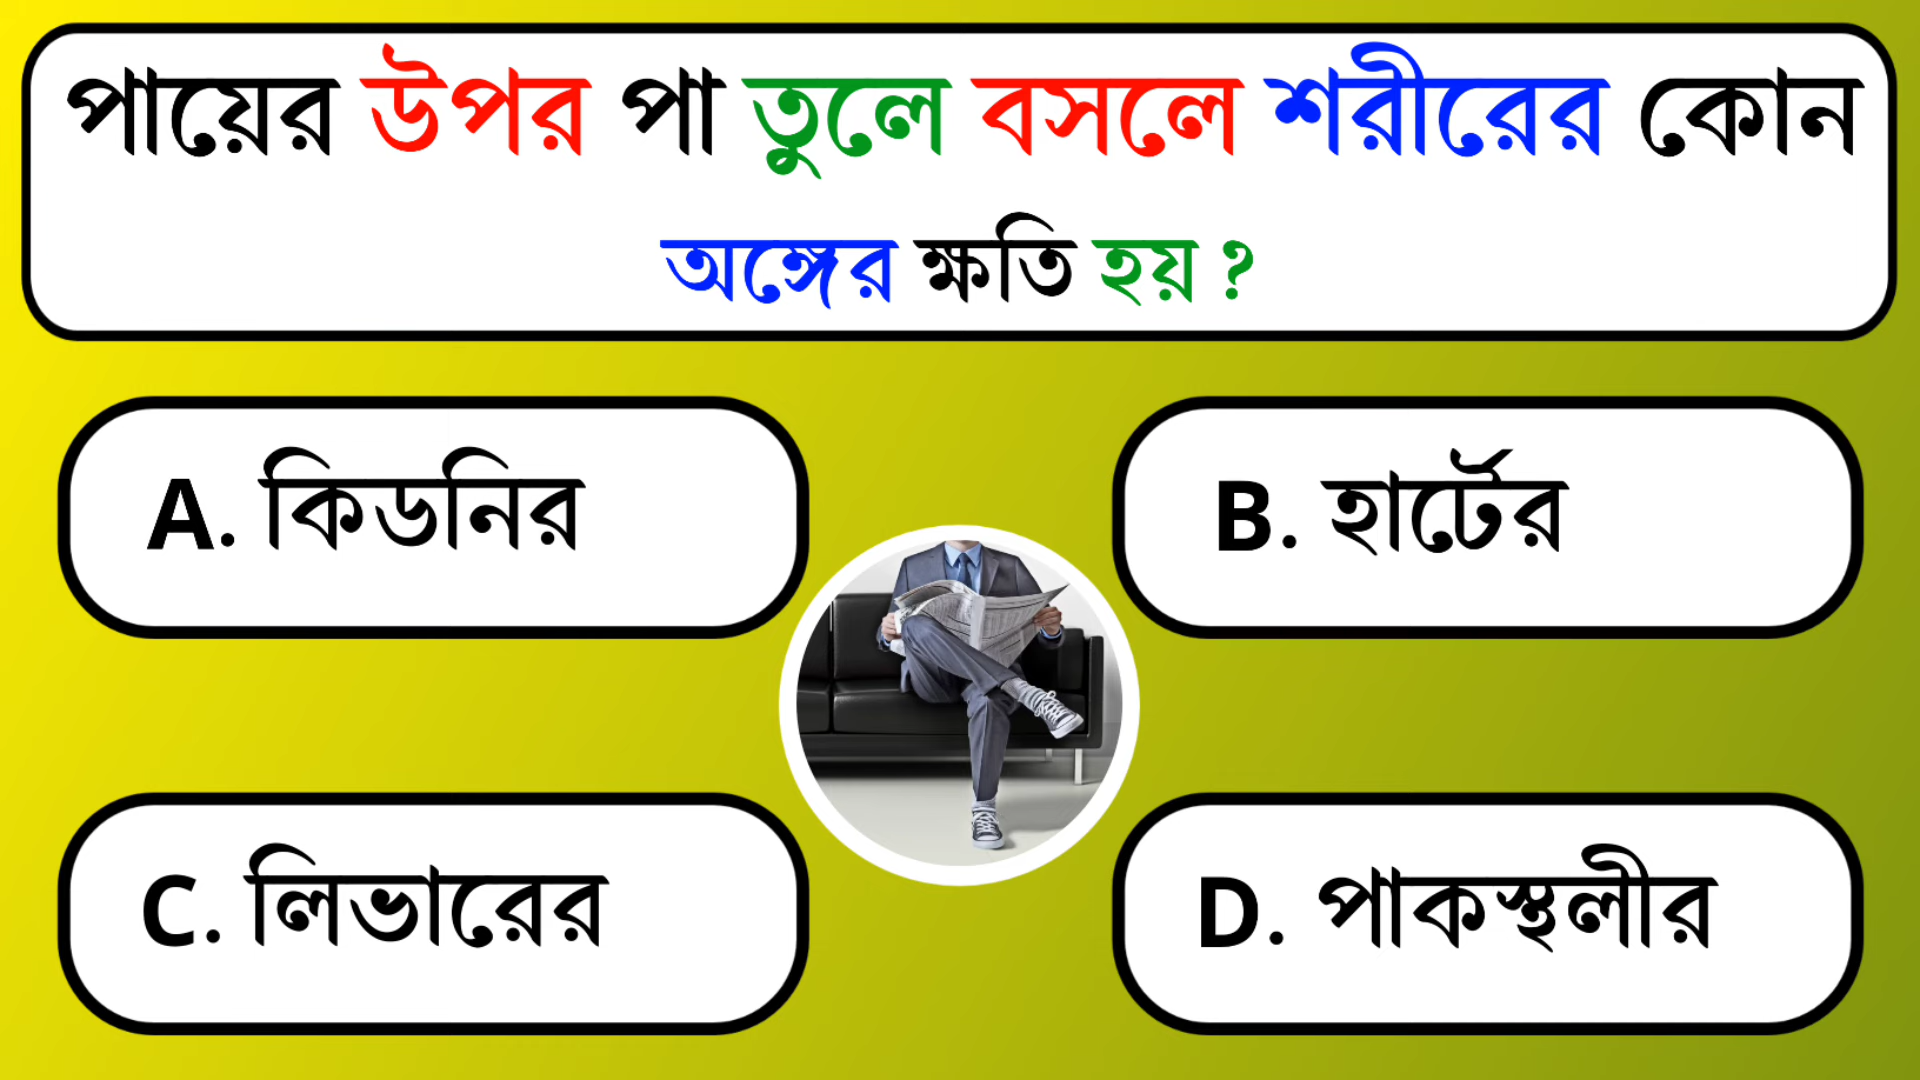 পায়ের উপর পা তুলে বসলে শরীরের কোন
অঙ্গের ক্ষতি হয় ?
A. কিডনির
B. হার্টের
C. লিভারের
D. পাকস্থলীর